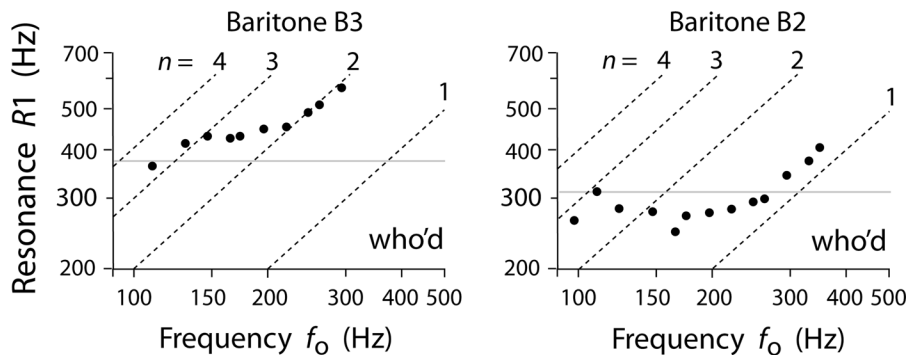 Baritone B3
Resonance R1 (Hz)
700
500
400
300
200
n = 4 3 2
1
who'd
100 150 200 300 400 500
Frequency fo (Hz)
Baritone B2
700
500
400
300
200
n = 4 3 2
1
who'd
100 150 200 300 400 500
Frequency fo (Hz)